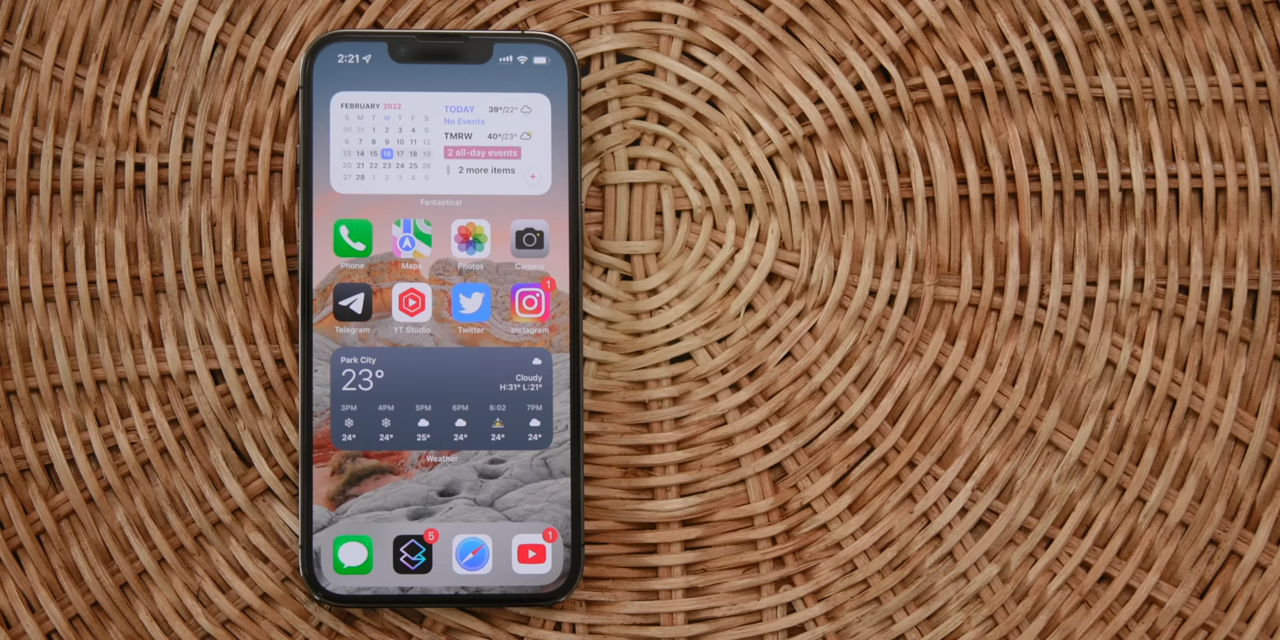 2:21
FEBRUARY 2022
S M T W T F S
30 31 1 2 3 4 5
6 7 8 9 10 11 12
13 14 15 16 17 18 19
20 21 22 23 24 25 26
27 28 1 2 3 4 5
TODAY 39°/22°
No Events
TMRW 40°/23°
2 all-day events
2 more items
+
Fantastical
Phone Maps Photos Camera
1
Telegram YT Studio Twitter Instagram
Park City
23°
Cloudy
H:31° L:21°
3PM 4PM 5PM 6PM 6:02 7PM
24° 24° 25° 24° 24° 24°
Weather
5 1